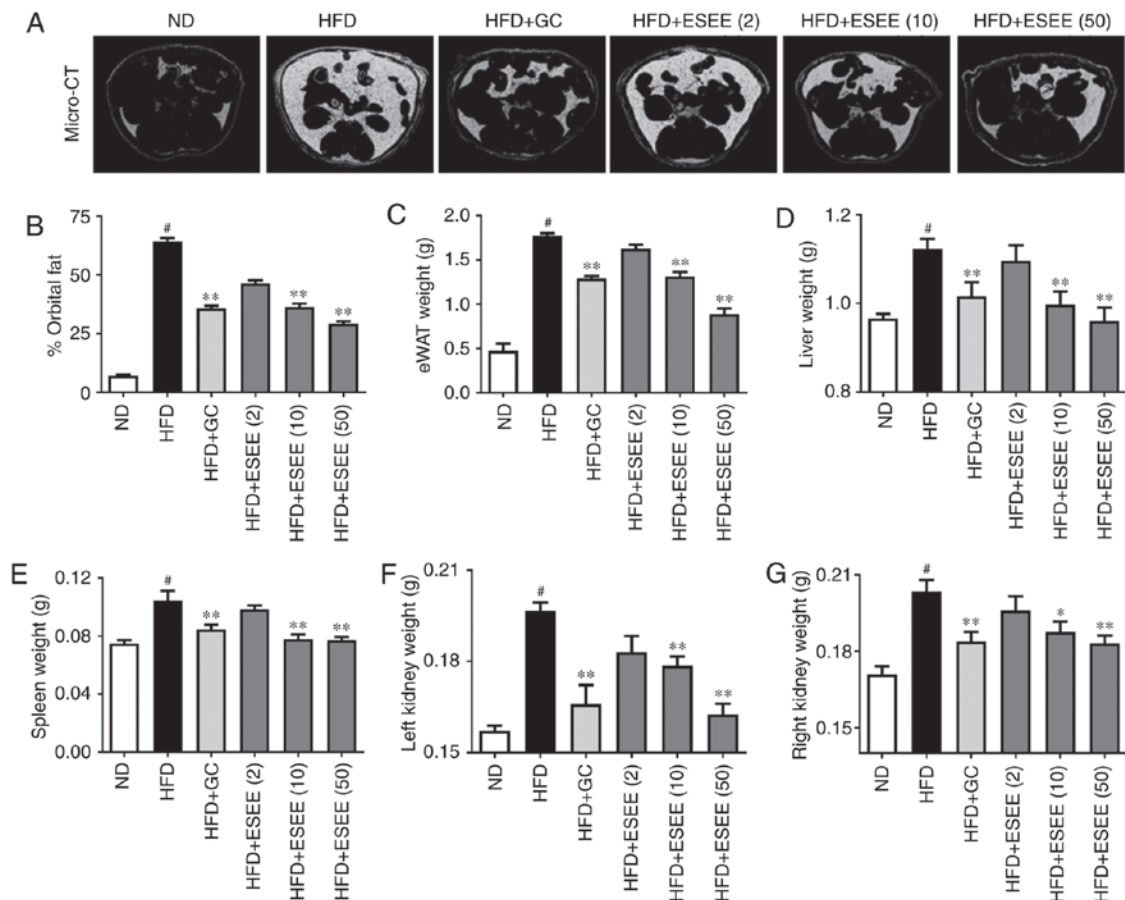 A
ND
HFD
HFD+GC
HFD+ESEE (2)
HFD+ESEE (10)
HFD+ESEE (50)
Micro-CT
B
% Orbital fat
75
50
25
0
#
**
**
**
ND
HFD
HFD+GC
HFD+ESEE (2)
HFD+ESEE (10)
HFD+ESEE (50)
C
eWAT weight (g)
2.0
1.5
1.0
0.5
0.0
#
**
**
**
ND
HFD
HFD+GC
HFD+ESEE (2)
HFD+ESEE (10)
HFD+ESEE (50)
D
Liver weight (g)
1.2
1.0
0.8
#
**
**
**
ND
HFD
HFD+GC
HFD+ESEE (2)
HFD+ESEE (10)
HFD+ESEE (50)
E
Spleen weight (g)
0.12
0.08
0.04
0.00
#
**
**
**
ND
HFD
HFD+GC
HFD+ESEE (2)
HFD+ESEE (10)
HFD+ESEE (50)
F
Left kidney weight (g)
0.21
0.18
0.15
#
**
**
**
ND
HFD
HFD+GC
HFD+ESEE (2)
HFD+ESEE (10)
HFD+ESEE (50)
G
Right kidney weight (g)
0.21
0.18
0.15
#
**
*
**
ND
HFD
HFD+GC
HFD+ESEE (2)
HFD+ESEE (10)
HFD+ESEE (50)